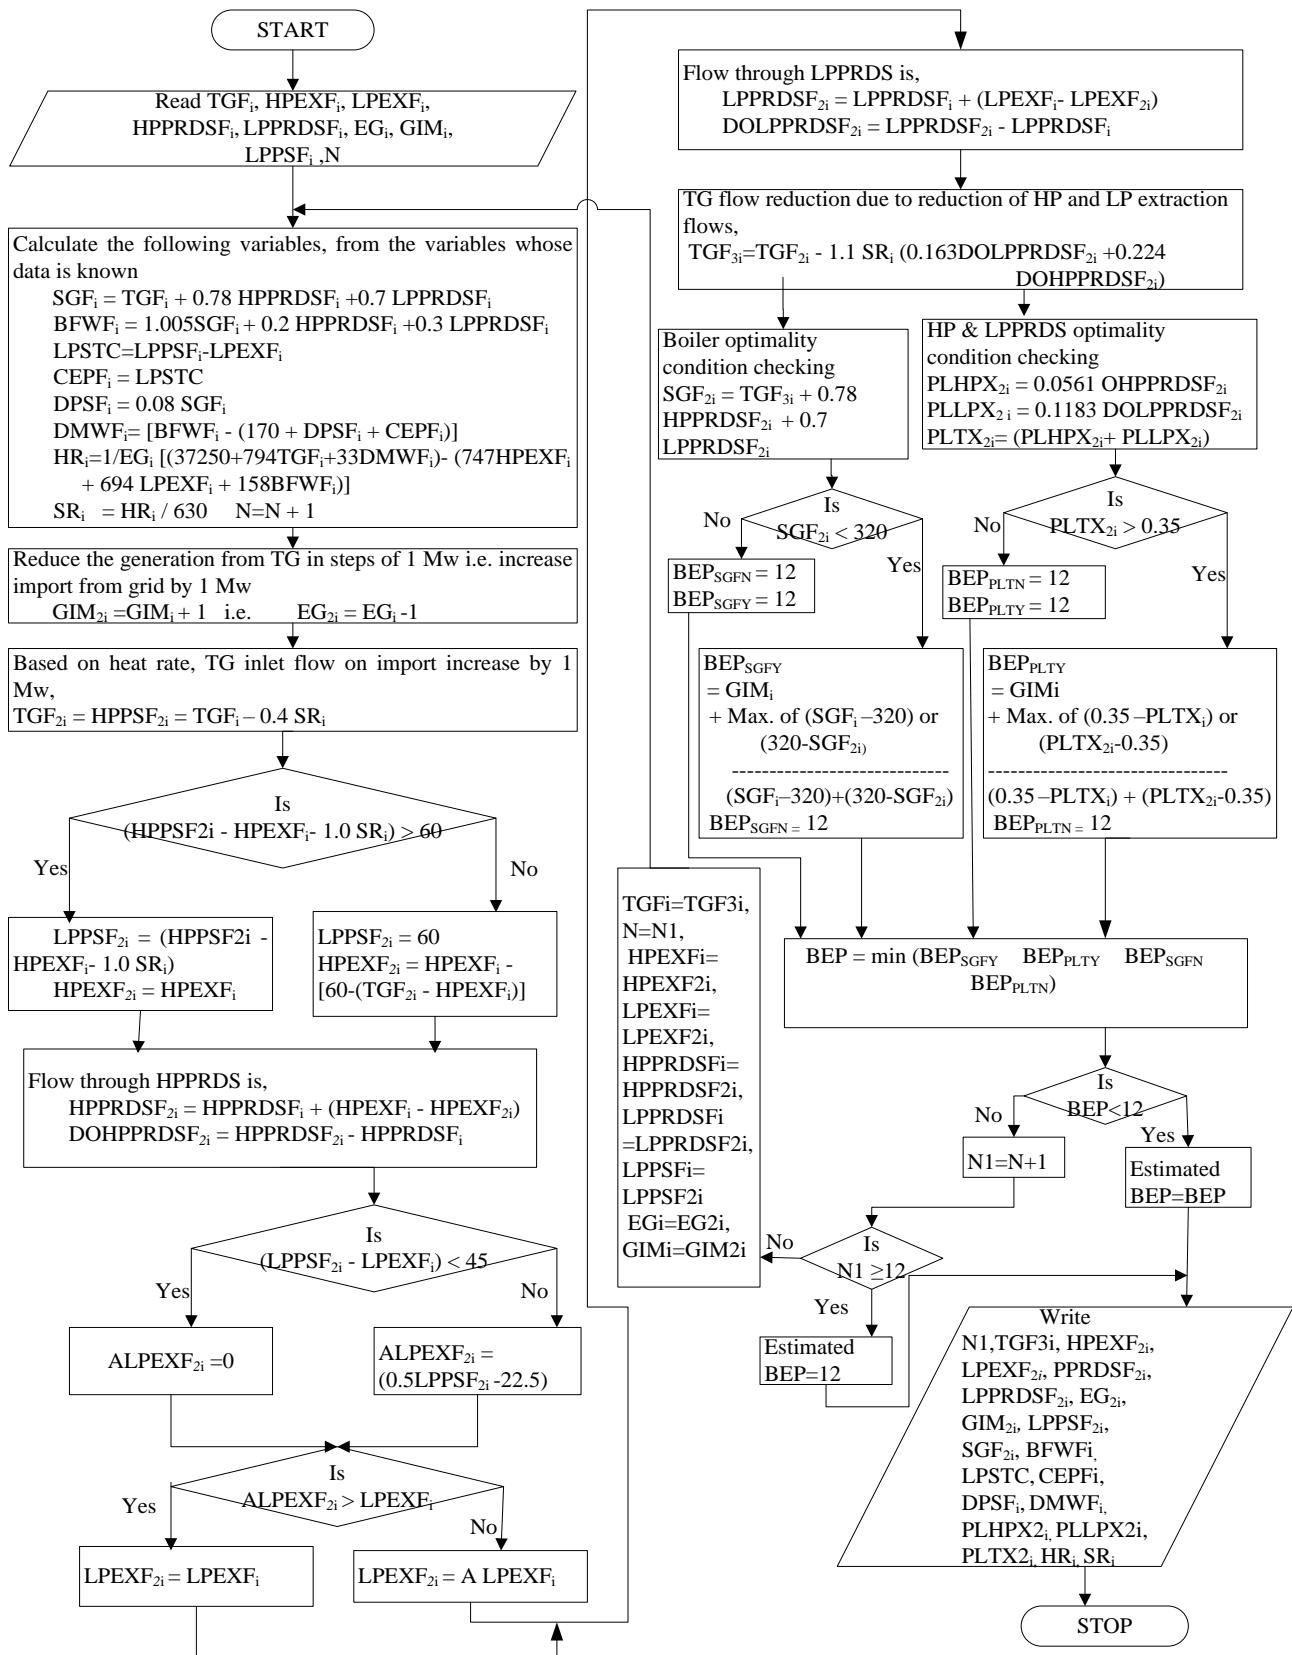 START
Read TGFi, HPEXFi, LPEXFi,
HPPRDSFi, LPPRDSFi, EGi, GIMi,
LPPSFi ,N
Calculate the following variables, from the variables whose
data is known
SGFi = TGFi + 0.78 HPPRDSFi +0.7 LPPRDSFi
BFWFi = 1.005SGFi + 0.2 HPPRDSFi +0.3 LPPRDSFi
LPSTC=LPPSFi-LPEXFi
CEPFi = LPSTC
DPSFi = 0.08 SGFi
DMWFi= [BFWFi - (170 + DPSFi + CEPFi)]
HRi=1/EGi [(37250+794TGFi+33DMWFi)- (747HPEXFi
+ 694 LPEXFi + 158BFWFi)]
SRi = HRi / 630 N=N + 1
Reduce the generation from TG in steps of 1 Mw i.e. increase
import from grid by 1 Mw
GIM2i =GIMi + 1 i.e. EG2i = EGi -1
Based on heat rate, TG inlet flow on import increase by 1
Mw,
TGF2i = HPPSF2i = TGFi – 0.4 SRi
Is
(HPPSF2i - HPEXFi- 1.0 SRi) > 60
Yes
No
LPPSF2i = (HPPSF2i -
HPEXFi- 1.0 SRi)
HPEXF2i = HPEXFi
LPPSF2i = 60
HPEXF2i = HPEXFi -
[60-(TGF2i - HPEXFi)]
Flow through HPPRDS is,
HPPRDSF2i = HPPRDSFi + (HPEXFi - HPEXF2i)
DOHPPRDSF2i = HPPRDSF2i - HPPRDSFi
Is
(LPPSF2i - LPEXFi) < 45
Yes
No
ALPEXF2i =0
ALPEXF2i =
(0.5LPPSF2i -22.5)
Is
ALPEXF2i > LPEXFi
Yes
No
LPEXF2i = LPEXFi
LPEXF2i = A LPEXFi
Flow through LPPRDS is,
LPPRDSF2i = LPPRDSFi + (LPEXFi- LPEXF2i)
DOLPPRDSF2i = LPPRDSF2i - LPPRDSFi
TG flow reduction due to reduction of HP and LP extraction
flows,
TGF3i=TGF2i - 1.1 SRi (0.163DOLPPRDSF2i +0.224
DOHPPRDSF2i)
Boiler optimality
condition checking
SGF2i = TGF3i + 0.78
HPPRDSF2i + 0.7
LPPRDSF2i
HP & LPPRDS optimality
condition checking
PLHPX2i = 0.0561 OHPPRDSF2i
PLLPX2 i = 0.1183 DOLPPRDSF2i
PLTX2i= (PLHPX2i+ PLLPX2i)
Is
SGF2i < 320
No
Yes
Is
PLTX2i > 0.35
No
Yes
BEPSGFN = 12
BEPSGFY = 12
BEPPLTN = 12
BEPPLTY = 12
BEPSGFY
= GIMi
+ Max. of (SGFi –320) or
(320-SGF2i)
------------------------------
(SGFi–320)+(320-SGF2i)
BEPSGFN = 12
BEPPLTY
= GIMi
+ Max. of (0.35 –PLTXi) or
(PLTX2i-0.35)
---------------------------------
(0.35 –PLTXi) + (PLTX2i-0.35)
BEPPLTN = 12
TGFi=TGF3i,
N=N1,
HPEXFi=
HPEXF2i,
LPEXFi=
LPEXF2i,
HPPRDSFi=
HPPRDSF2i,
LPPRDSFi
=LPPRDSF2i,
LPPSFi=
LPPSF2i
EGi=EG2i,
GIMi=GIM2i
BEP = min (BEPSGFY BEPPLTY BEPSGFN
BEPPLTN)
Is
BEP<12
No
Yes
N1=N+1
Estimated
BEP=BEP
Is
N1 ≥12
No
Yes
Estimated
BEP=12
Write
N1,TGF3i, HPEXF2i,
LPEXF2i, PPRDSF2i,
LPPRDSF2i, EG2i,
GIM2i, LPPSF2i,
SGF2i, BFWFi,
LPSTC, CEPFi,
DPSFi, DMWFi,
PLHPX2i, PLLPX2i,
PLTX2i, HRi, SRi
STOP